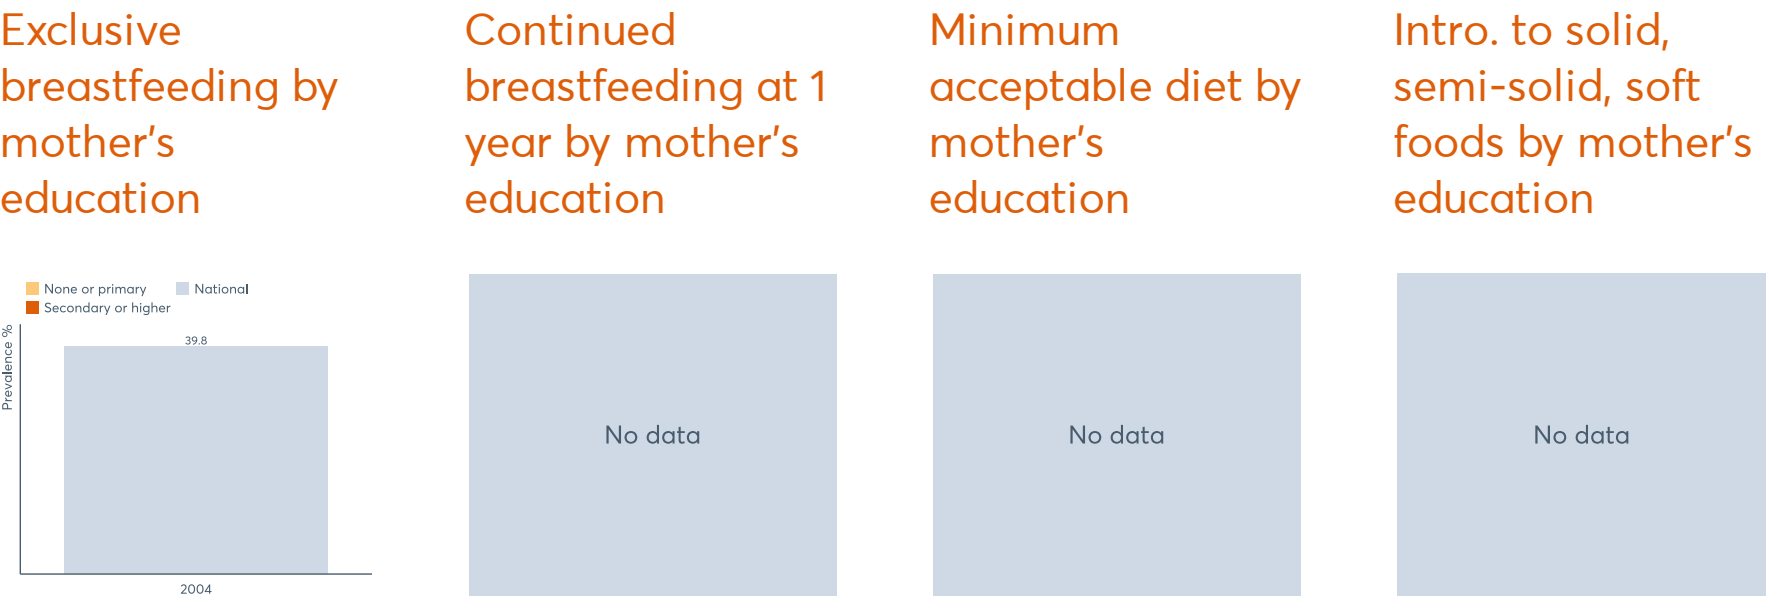 Exclusive
breastfeeding by
mother's
education
None or primary
National
Secondary or higher
Prevalence %
39.8
2004
Continued
breastfeeding at 1
year by mother's
education
No data
Minimum
acceptable diet by
mother's
education
No data
Intro. to solid,
semi-solid, soft
foods by mother's
education
No data